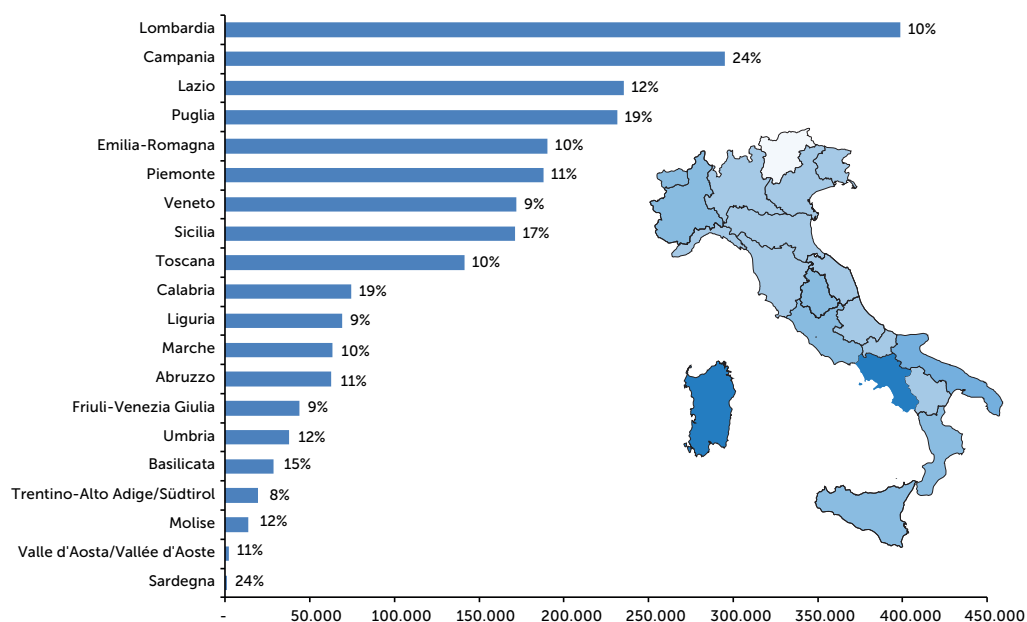 Lombardia 10%
Campania 24%
Lazio 12%
Puglia 19%
Emilia-Romagna 10%
Piemonte 11%
Veneto 9%
Sicilia 17%
Toscana 10%
Calabria 19%
Liguria 9%
Marche 10%
Abruzzo 11%
Friuli-Venezia Giulia 9%
Umbria 12%
Basilicata 15%
Trentino-Alto Adige/Südtirol 8%
Molise 12%
Valle d'Aosta/Vallée d'Aoste 11%
Sardegna 24%
- 50.000 100.000 150.000 200.000 250.000 300.000 350.000 400.000 450.000